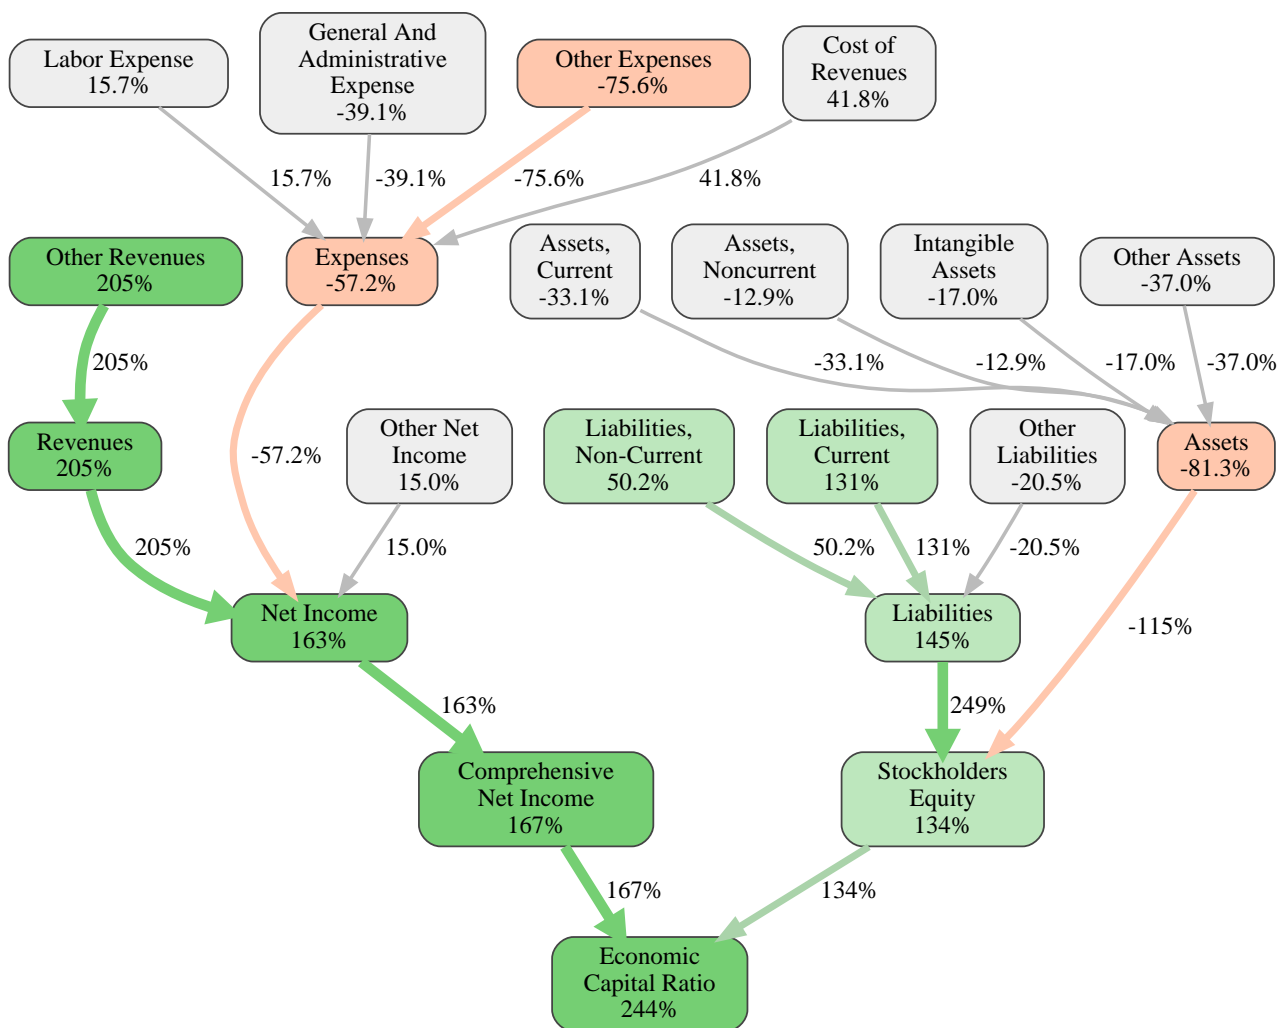 Labor Expense
15.7%
General And
Administrative
Expense
-39.1%
Other Expenses
-75.6%
Cost of
Revenues
41.8%
15.7%
-39.1%
-75.6%
41.8%
Other Revenues
205%
Expenses
-57.2%
Assets,
Current
-33.1%
Assets,
Noncurrent
-12.9%
Intangible
Assets
-17.0%
Other Assets
-37.0%
205%
-33.1%
-12.9%
-17.0%
-37.0%
Revenues
205%
-57.2%
Other Net
Income
15.0%
Liabilities,
Non-Current
50.2%
Liabilities,
Current
131%
Other
Liabilities
-20.5%
Assets
-81.3%
205%
15.0%
50.2%
131%
-20.5%
Net Income
163%
Liabilities
145%
-115%
163%
249%
Comprehensive
Net Income
167%
Stockholders
Equity
134%
167%
134%
Economic
Capital Ratio
244%